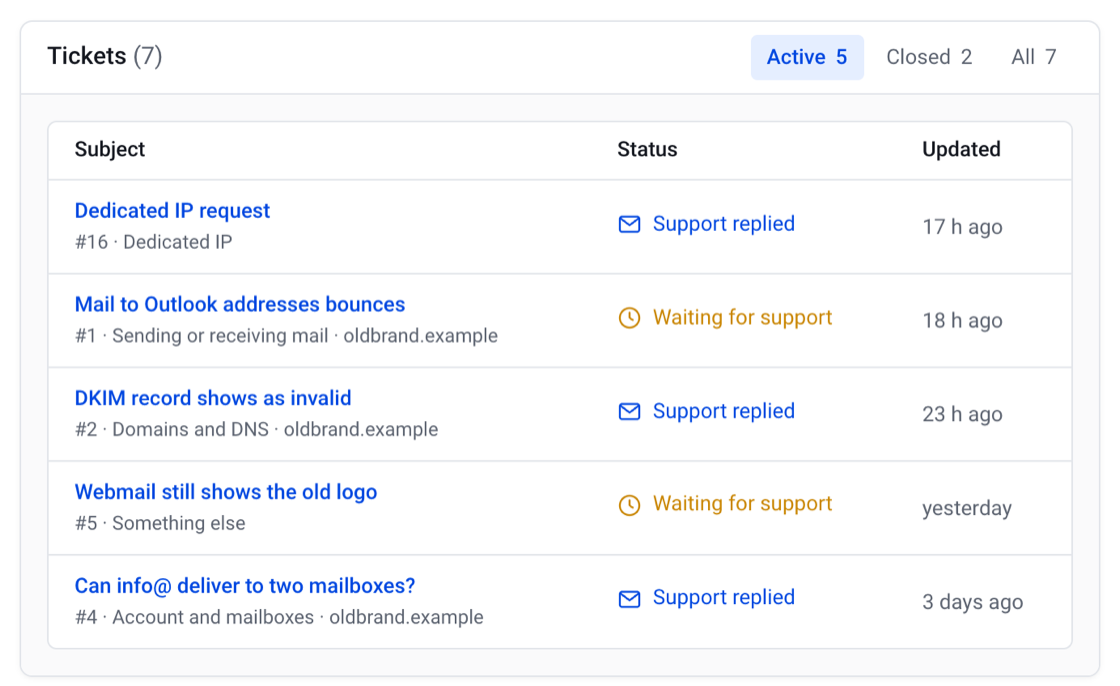 Tickets (7)
Active 5 Closed 2 All 7
Subject Status Updated
Dedicated IP request
#16 · Dedicated IP
Support replied
17 h ago
Mail to Outlook addresses bounces
#1 · Sending or receiving mail · oldbrand.example
Waiting for support
18 h ago
DKIM record shows as invalid
#2 · Domains and DNS · oldbrand.example
Support replied
23 h ago
Webmail still shows the old logo
#5 · Something else
Waiting for support
yesterday
Can info@ deliver to two mailboxes?
#4 · Account and mailboxes · oldbrand.example
Support replied
3 days ago